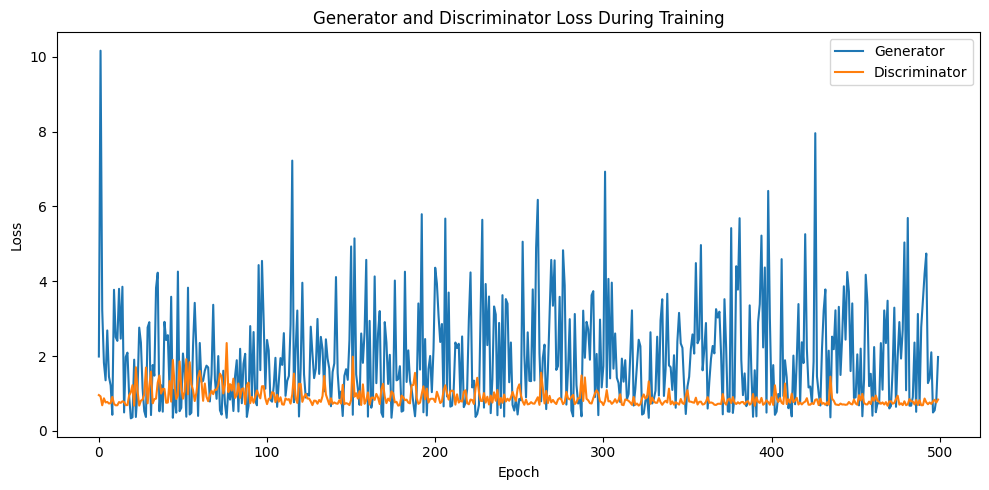 Generator and Discriminator Loss During Training
Generator
Discriminator
Loss
10
8
6
4
2
0
0 100 200 300 400 500
Epoch